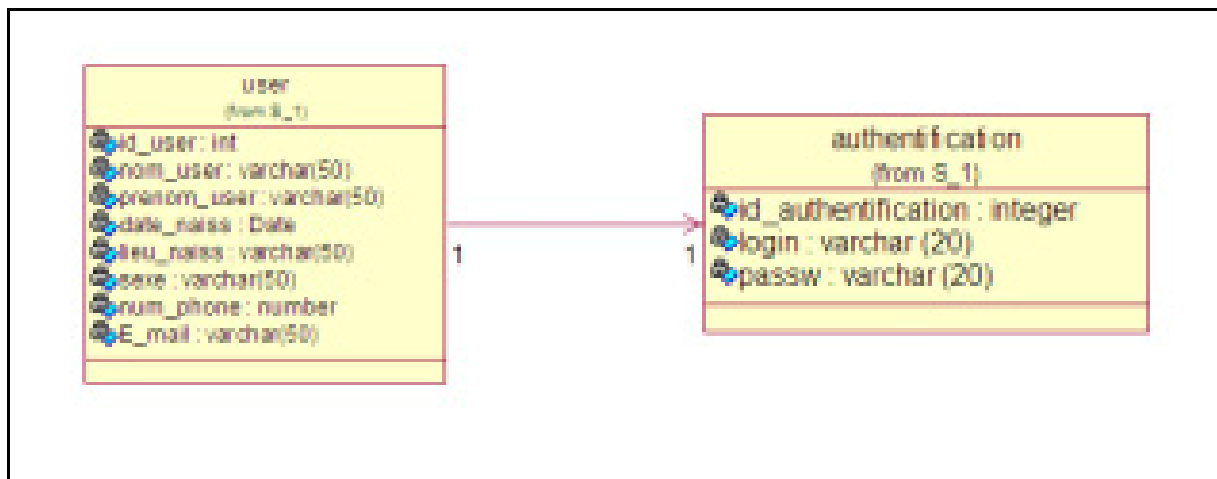 user
(from S_1)
id_user : int
nom_user : varchar(50)
prenom_user : varchar(50)
date_naiss : Date
lieu_naiss : varchar(50)
sexe : varchar(50)
num_phone : number
E_mail : varchar(50)
1
1
authentification
(from S_1)
id_authentification : integer
login : varchar (20)
passw : varchar (20)